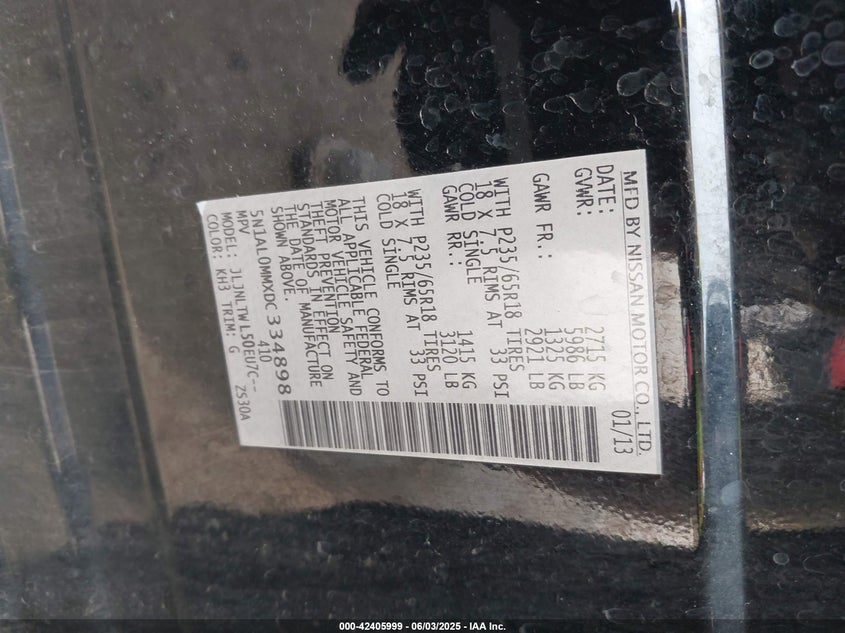 MFD BY NISSAN MOTOR CO., LTD.
DATE: 01/13
GVWR: 2715 KG
5986 LB
GAWR FR.: 1325 KG
2921 LB
WITH P235/65R18 TIRES
18 X 7.5 RIMS AT 33 PSI
COLD SINGLE
GAWR RR.: 1415 KG
3120 LB
WITH P235/65R18 TIRES
18 X 7.5 RIMS AT 33 PSI
COLD SINGLE
THIS VEHICLE CONFORMS TO
ALL APPLICABLE FEDERAL
MOTOR VEHICLE SAFETY AND
THEFT PREVENTION
STANDARDS IN EFFECT ON
THE DATE OF MANUFACTURE
SHOWN ABOVE.
5N1AL0MMXDC334898
MPV 410
MODEL: JLJNLTWL50EU7C--
COLOR: KH3 TRIM: G ZS30A
000-42405999 - 06/03/2025 - IAA Inc.